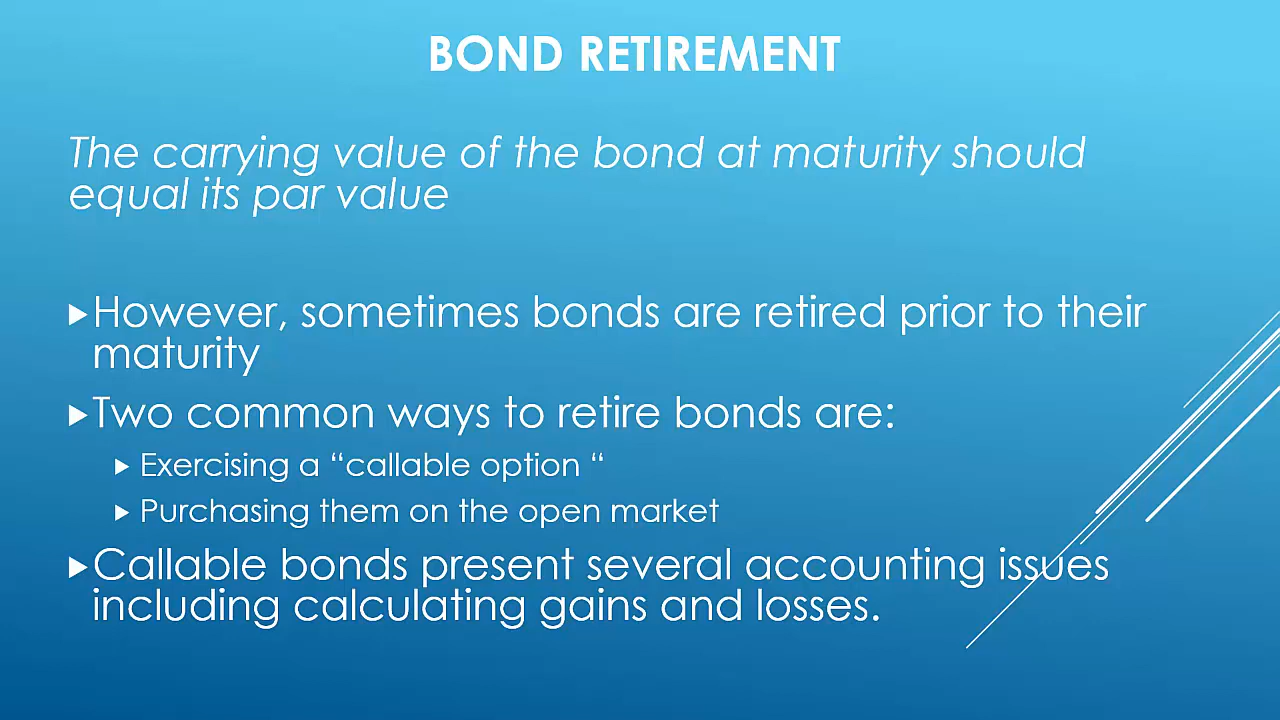 BOND RETIREMENT
The carrying value of the bond at maturity should
equal its par value
However, sometimes bonds are retired prior to their
maturity
Two common ways to retire bonds are:
Exercising a “callable option “
Purchasing them on the open market
Callable bonds present several accounting issues
including calculating gains and losses.